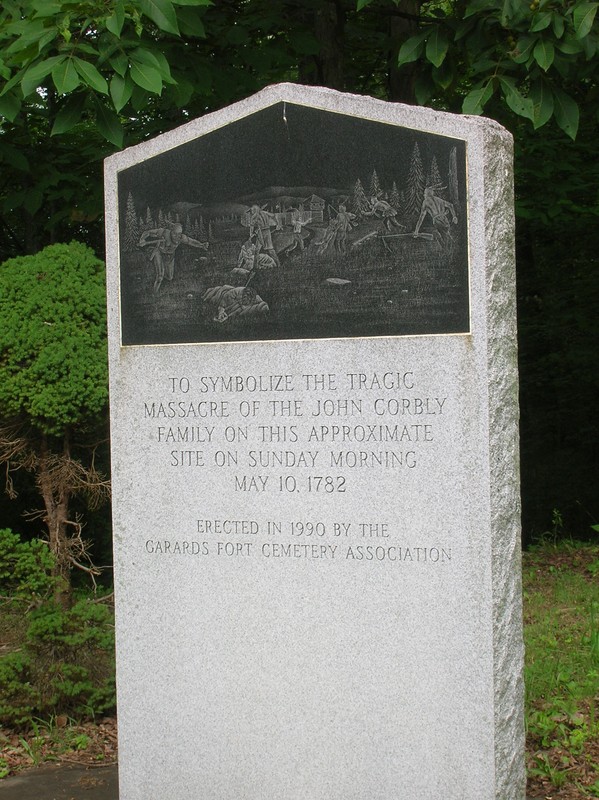 TO SYMBOLIZE THE TRAGIC
MASSACRE OF THE JOHN CORBLY
FAMILY ON THIS APPROXIMATE
SITE ON SUNDAY MORNING
MAY 10, 1782
ERECTED IN 1990 BY THE
GARARDS FORT CEMETERY ASSOCIATION